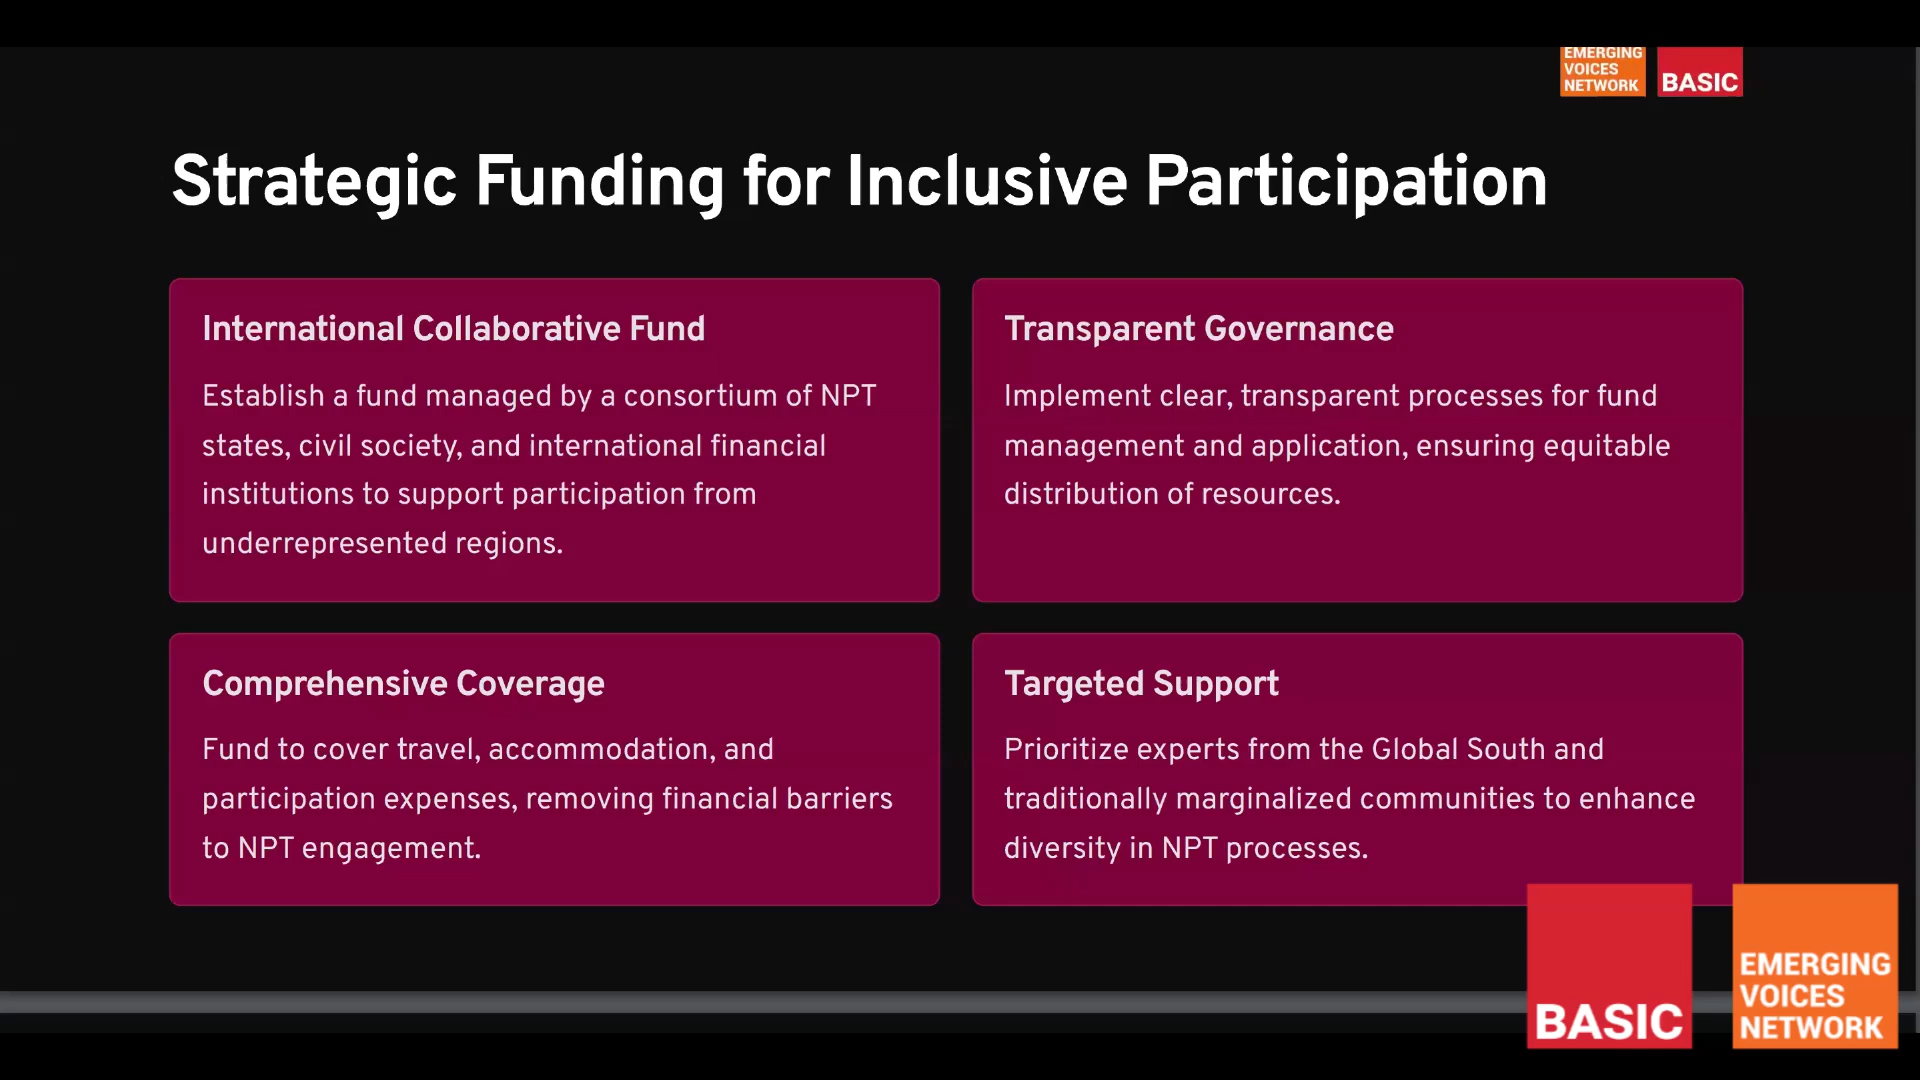 EMERGING
VOICES
NETWORK
BASIC
Strategic Funding for Inclusive Participation
International Collaborative Fund
Establish a fund managed by a consortium of NPT
states, civil society, and international financial
institutions to support participation from
underrepresented regions.
Transparent Governance
Implement clear, transparent processes for fund
management and application, ensuring equitable
distribution of resources.
Comprehensive Coverage
Fund to cover travel, accommodation, and
participation expenses, removing financial barriers
to NPT engagement.
Targeted Support
Prioritize experts from the Global South and
traditionally marginalized communities to enhance
diversity in NPT processes.
BASIC
EMERGING
VOICES
NETWORK